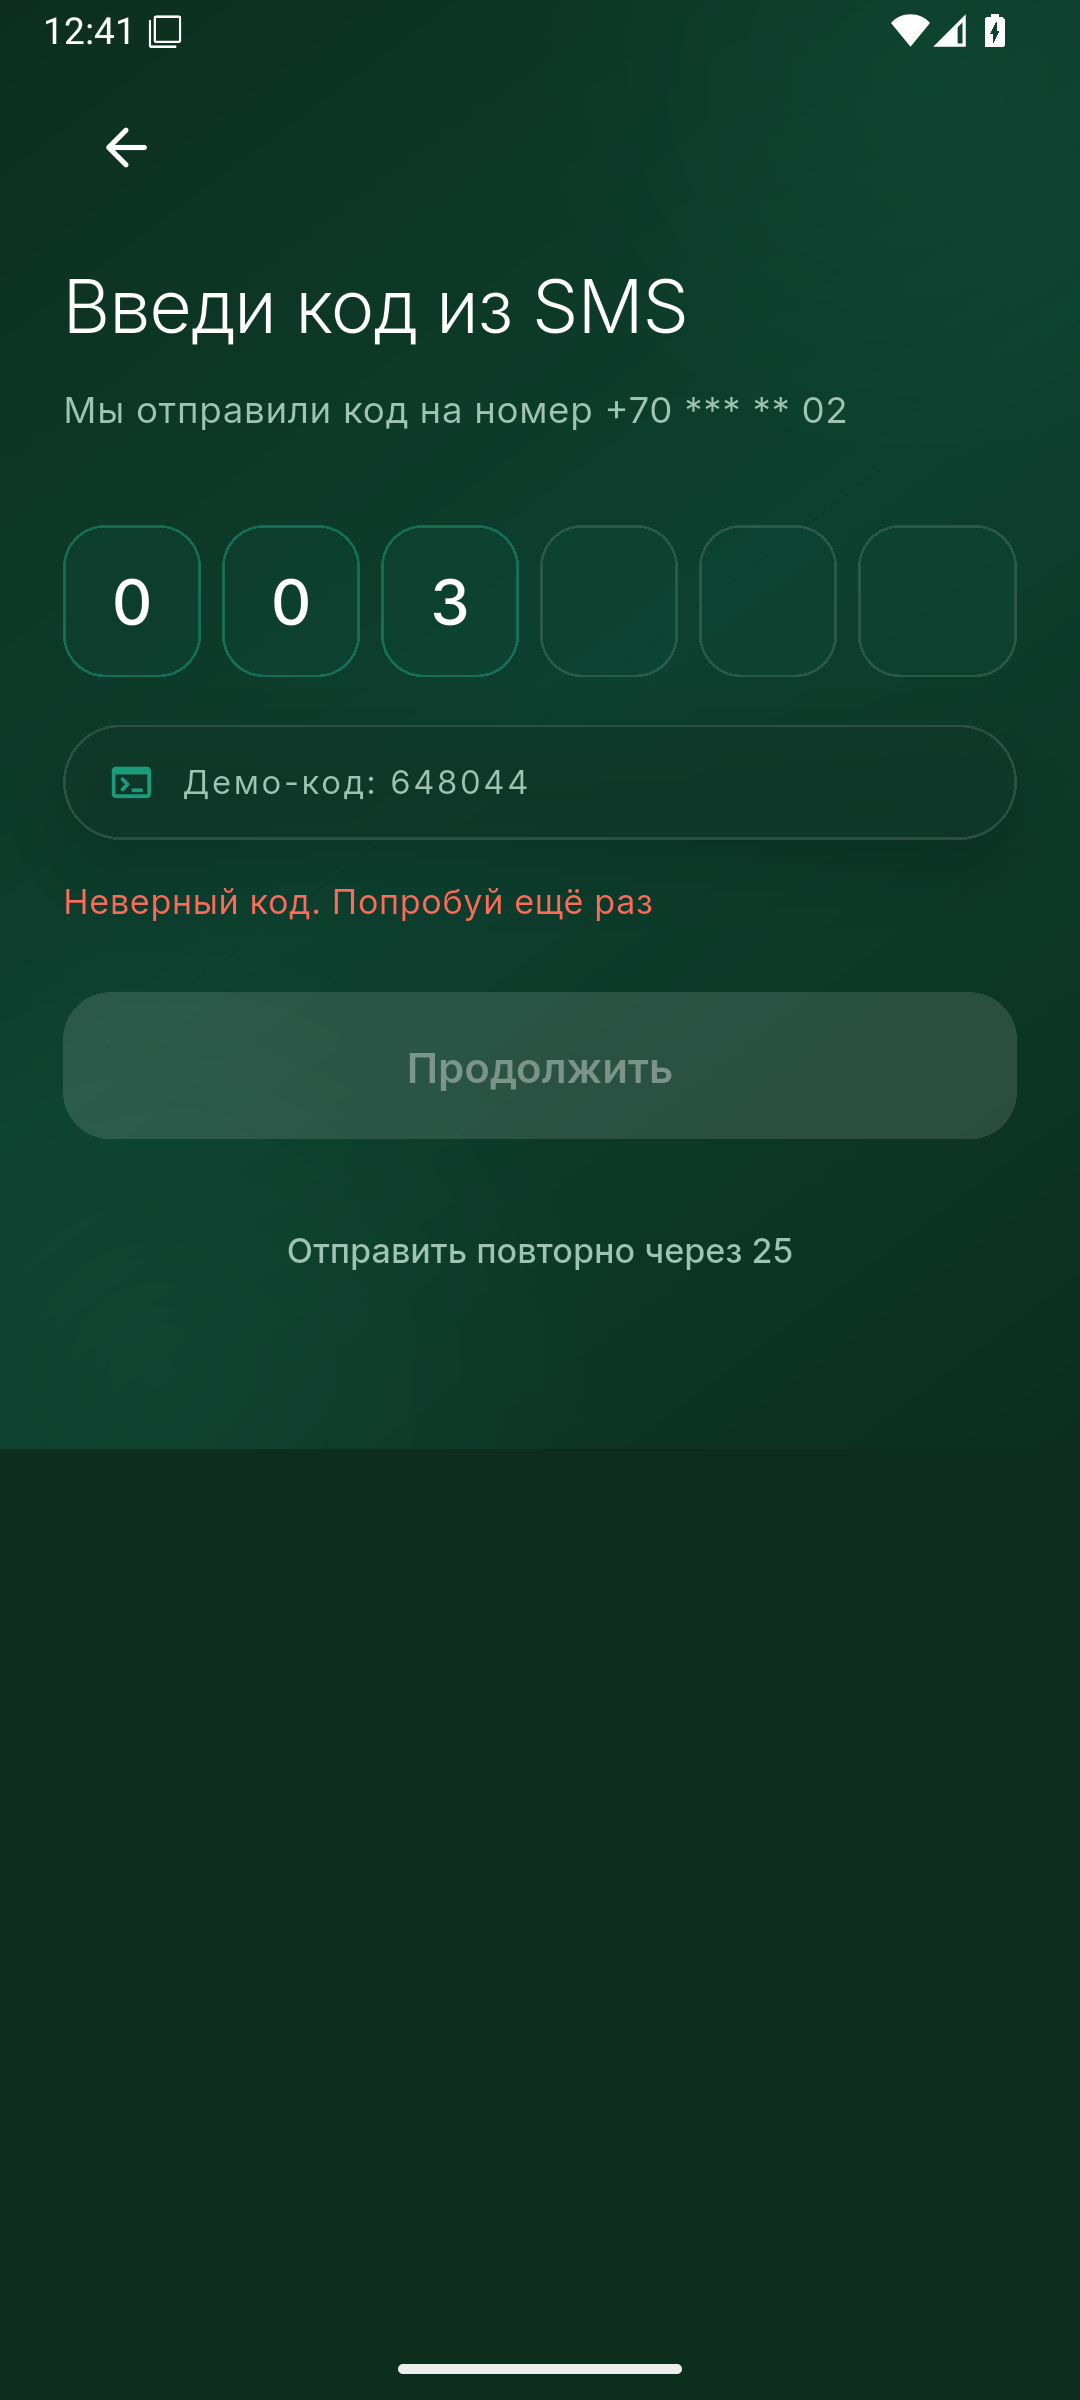 12:41
Введи код из SMS
Мы отправили код на номер +70 *** ** 02
0 0 3
Демо-код: 648044
Неверный код. Попробуй ещё раз
Продолжить
Отправить повторно через 25